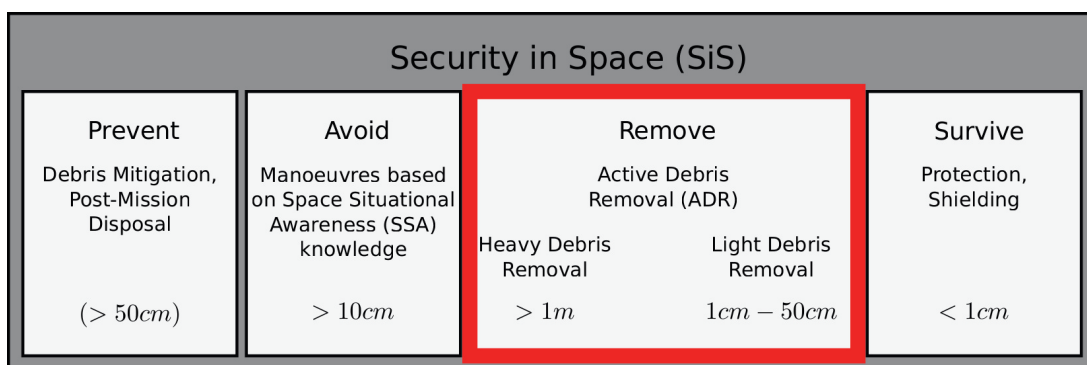 Security in Space (SiS)
Prevent
Debris Mitigation,
Post-Mission
Disposal
(> 50cm)
Avoid
Manoeuvres based
on Space Situational
Awareness (SSA)
knowledge
> 10cm
Remove
Active Debris
Removal (ADR)
Heavy Debris
Removal
> 1m
Light Debris
Removal
1cm − 50cm
Survive
Protection,
Shielding
< 1cm